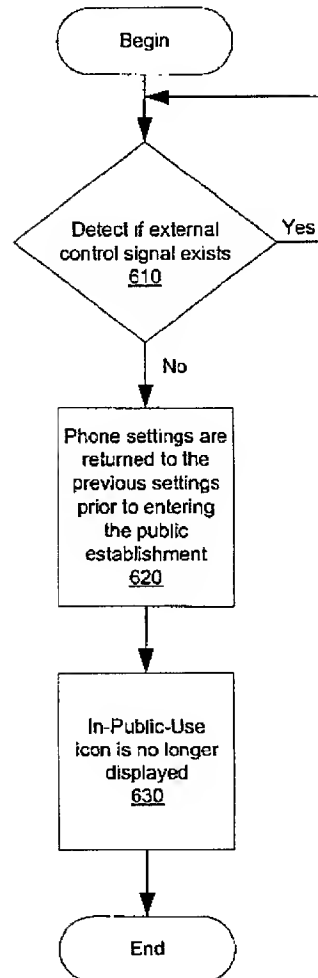 Begin
Detect if external
control signal exists
610
Yes
No
Phone settings are
returned to the
previous settings
prior to entering
the public
establishment
620
In-Public-Use
icon is no longer
displayed
630
End